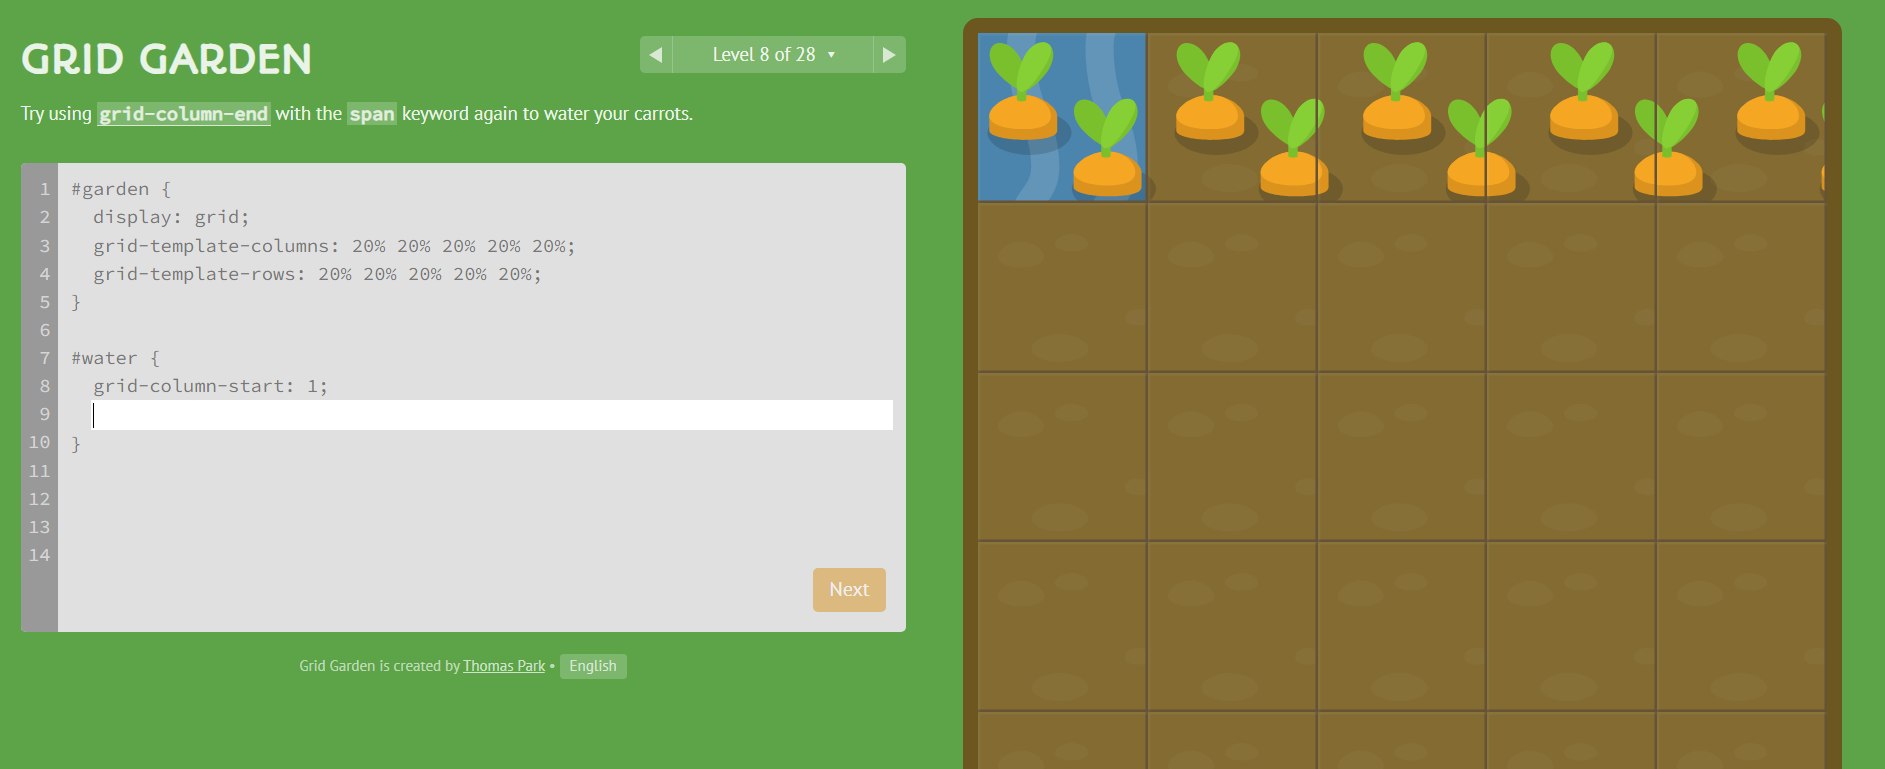 GRID GARDEN
◀ Level 8 of 28 ▾ ▶
Try using grid-column-end with the span keyword again to water your carrots.
1 #garden {
2   display: grid;
3   grid-template-columns: 20% 20% 20% 20% 20%;
4   grid-template-rows: 20% 20% 20% 20% 20%;
5 }
6
7 #water {
8   grid-column-start: 1;
9
10 }
11
12
13
14
Next
Grid Garden is created by Thomas Park • English